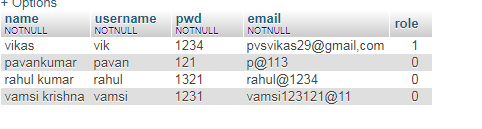 + Options
name username pwd email role
NOTNULL NOTNULL NOTNULL NOTNULL
vikas vik 1234 pvsvikas29@gmail,com 1
pavankumar pavan 121 p@113 0
rahul kumar rahul 1321 rahul@1234 0
vamsi krishna vamsi 1231 vamsi123121@11 0